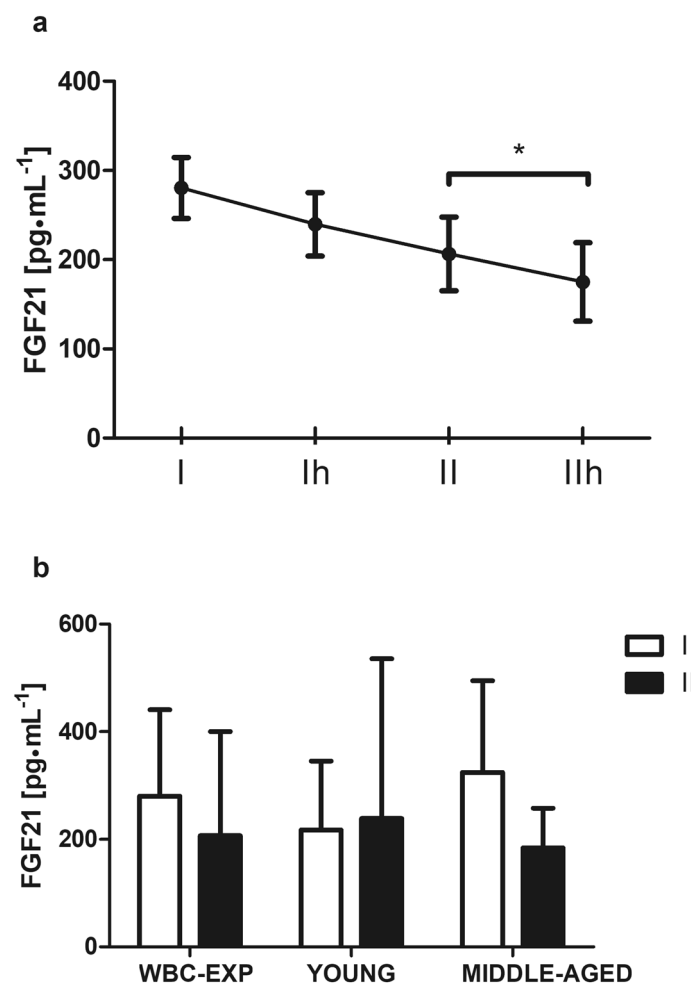 a
FGF21 [pg•mL-1]
400
300
200
100
0
*
I
Ih
II
IIh
b
FGF21 [pg•mL-1]
600
400
200
0
I
WBC-EXP
YOUNG
MIDDLE-AGED